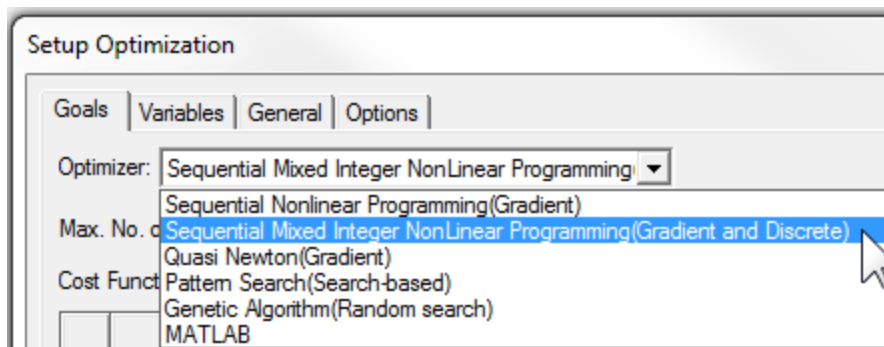 Setup Optimization
Goals Variables General Options
Optimizer: Sequential Mixed Integer NonLinear Programming(
Sequential Nonlinear Programming(Gradient)
Max. No. o Sequential Mixed Integer NonLinear Programming(Gradient and Discrete)
Quasi Newton(Gradient)
Cost Funct Pattern Search(Search-based)
Genetic Algorithm(Random search)
MATLAB